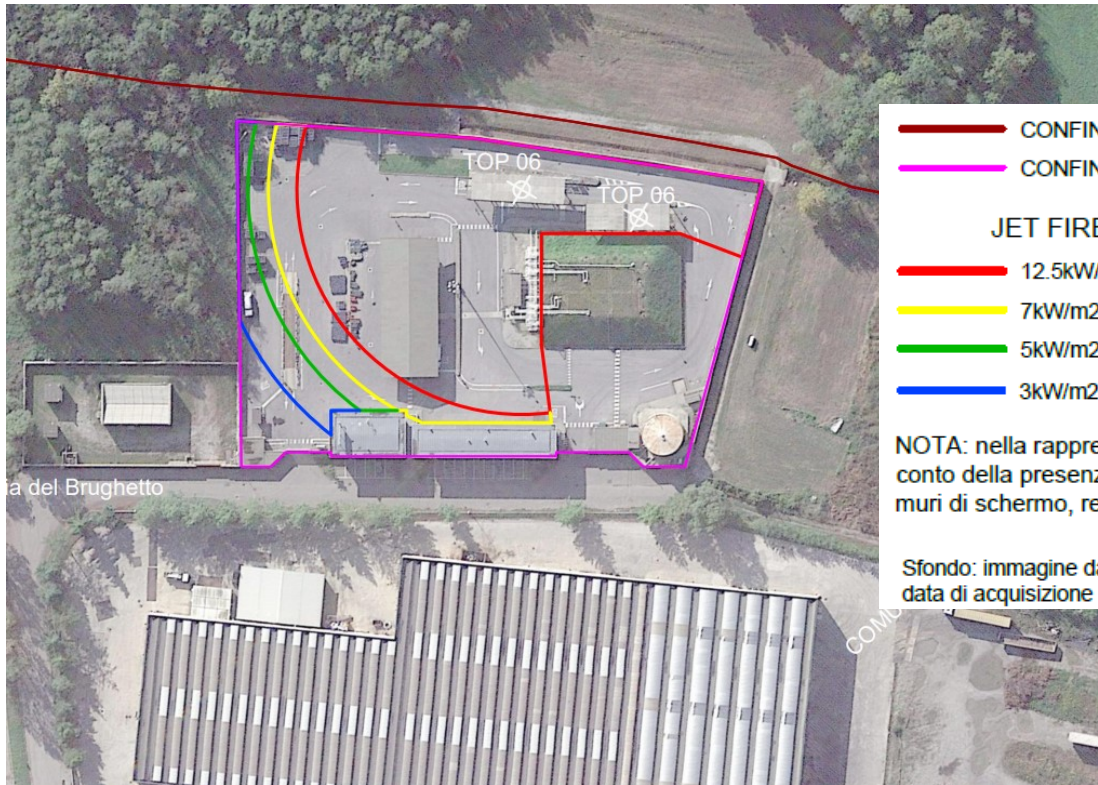 TOP 06
TOP 06
ia del Brughetto
COMU
CONFIN
CONFIN
JET FIRE
12.5kW/
7kW/m2
5kW/m2
3kW/m2
NOTA: nella rappre
conto della presenz
muri di schermo, re
Sfondo: immagine da
data di acquisizione